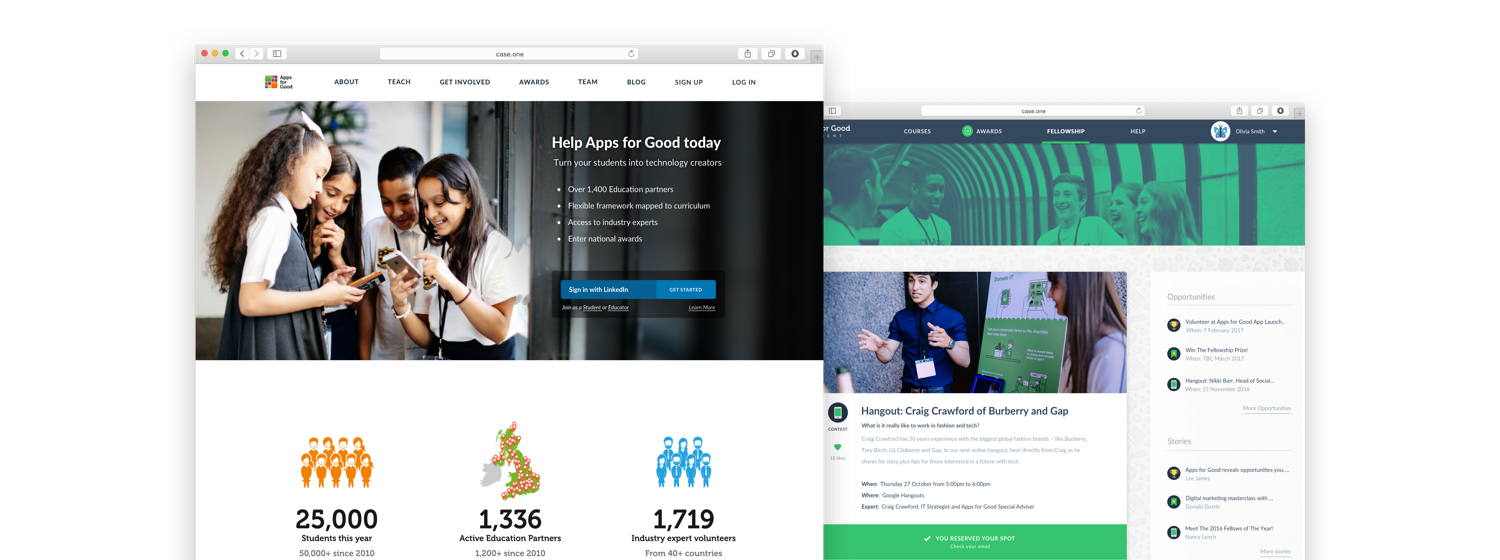 case.one
Apps
for
Good
ABOUT
TEACH
GET INVOLVED
AWARDS
TEAM
BLOG
SIGN UP
LOG IN
Help Apps for Good today
Turn your students into technology creators
• Over 1,400 Education partners
• Flexible framework mapped to curriculum
• Access to industry experts
• Enter national awards
Sign in with LinkedIn
GET STARTED
Join as a Student or Educator
Learn More
25,000
Students this year
50,000+ since 2010
1,336
Active Education Partners
1,200+ since 2010
1,719
Industry expert volunteers
From 40+ countries
case.one
or Good
E N T
COURSES
AWARDS
FELLOWSHIP
HELP
Olivia Smith
CONTEST
18 Nov
Hangout: Craig Crawford of Burberry and Gap
What is it really like to work in fashion and tech?
Craig Crawford has 30 years experience with the biggest global fashion brands – like Burberry,
Tory Birch, Liz Claiborne and Gap. In our next online hangout, hear directly from Craig as he
shares his story plus tips for those interested in a future with tech.
When: Thursday 27 October from 5:00pm to 6:00pm
Where: Google Hangouts
Expert: Craig Crawford, IT Strategist and Apps for Good Special Adviser
YOU RESERVED YOUR SPOT
Check your email
Opportunities
Volunteer at Apps for Good App Launch..
When: 7 February 2017
Win The Fellowship Prize!
When: TBC March 2017
Hangout: Nikki Barr, Head of Social...
When: 15 November 2016
More Opportunities
Stories
Apps for Good reveals opportunities you.....
Lee James
Digital marketing masterclass with ...
Donald Dustin
Meet The 2016 Fellows of The Year!
Nancy Lynch
More stories